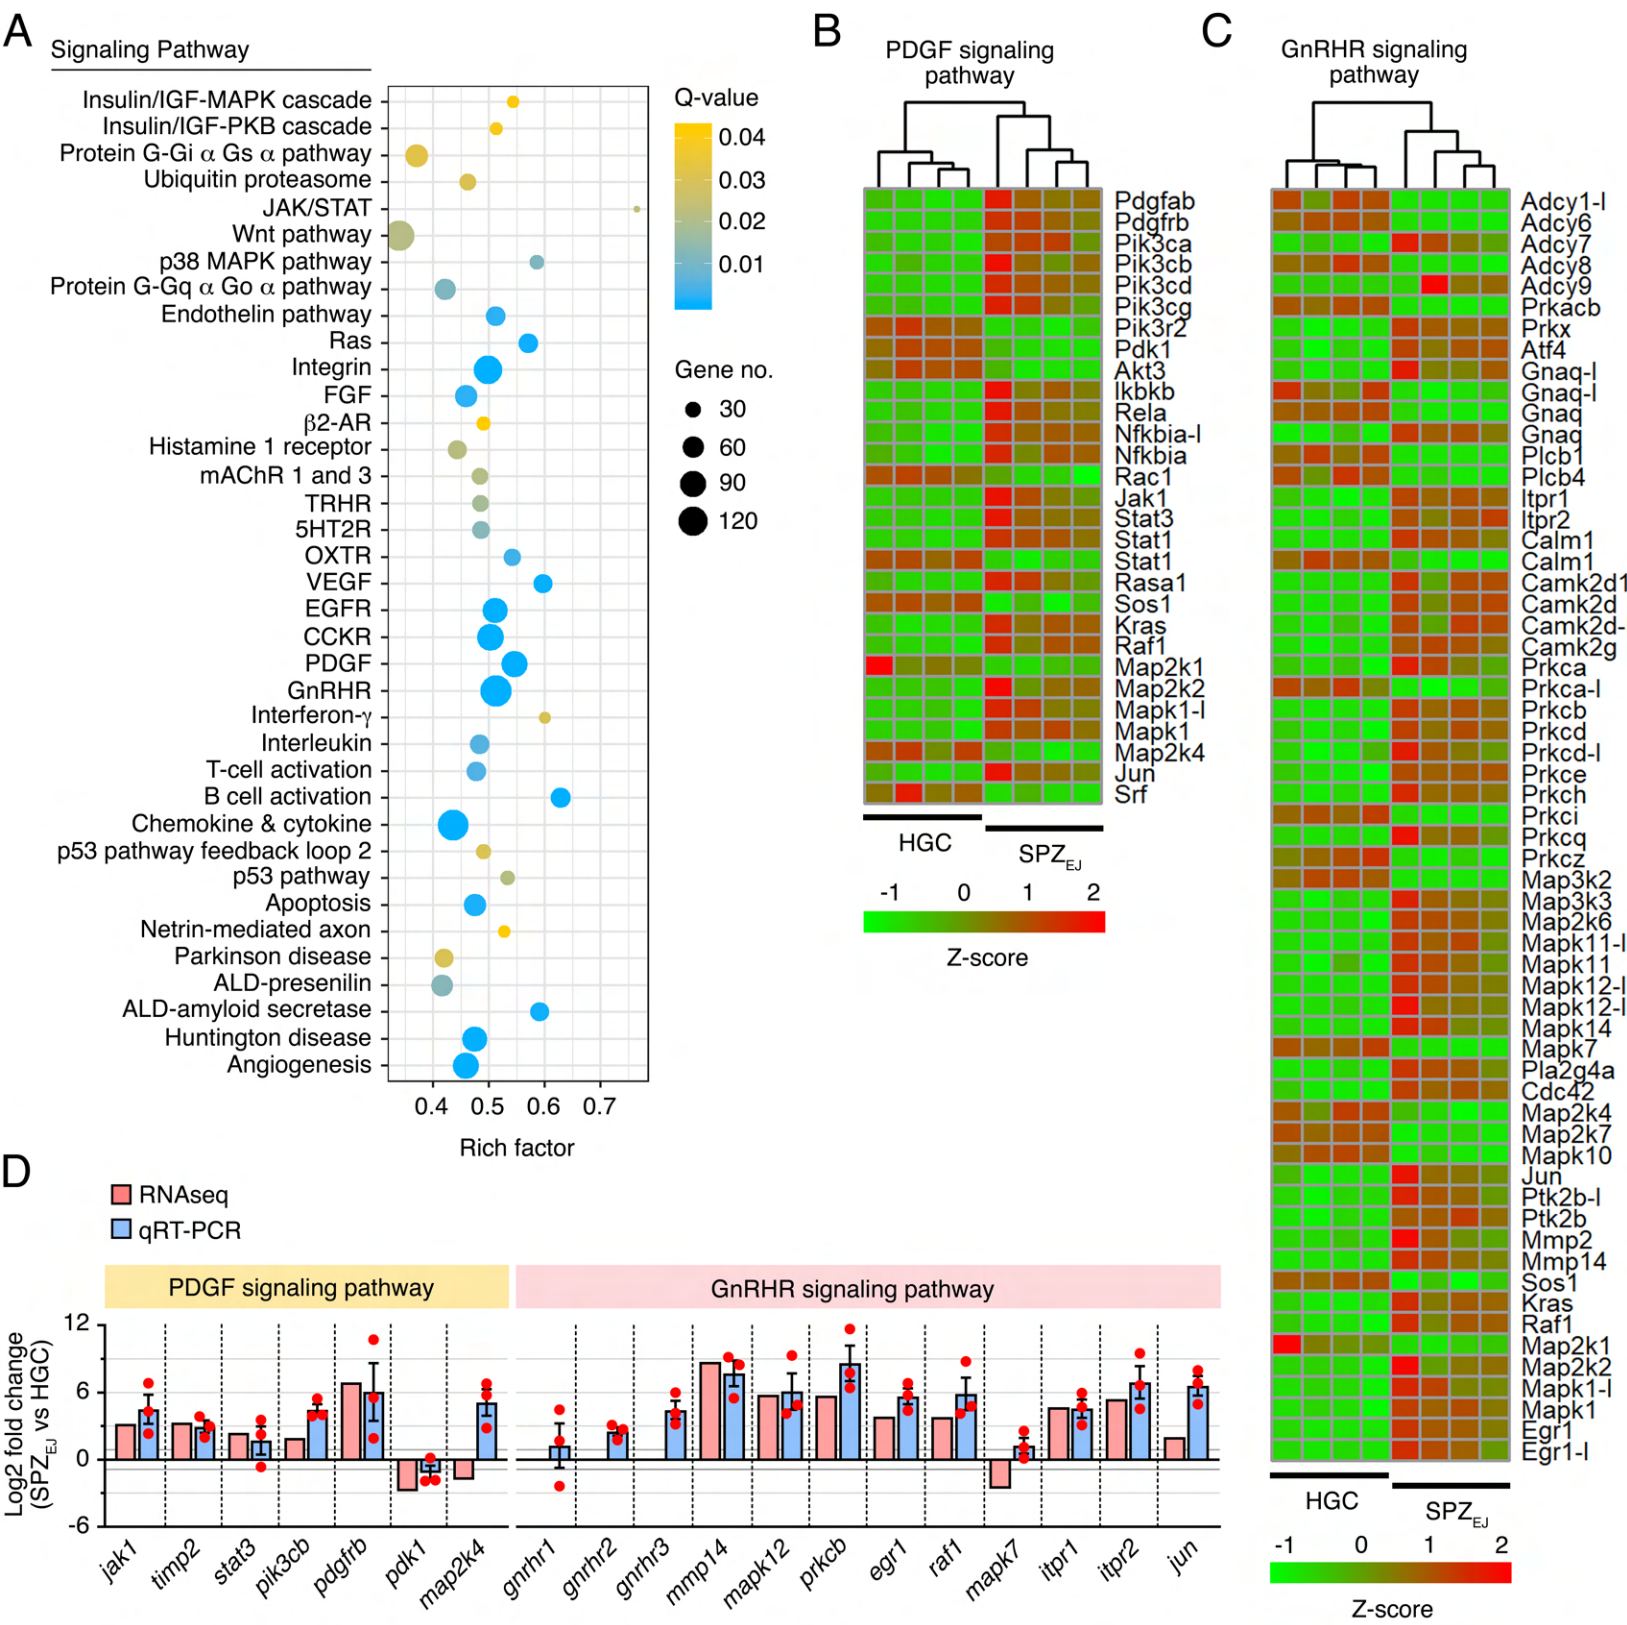 A
Signaling Pathway
Insulin/IGF-MAPK cascade
Insulin/IGF-PKB cascade
Protein G-Gi α Gs α pathway
Ubiquitin proteasome
JAK/STAT
Wnt pathway
p38 MAPK pathway
Protein G-Gq α Go α pathway
Endothelin pathway
Ras
Integrin
FGF
β2-AR
Histamine 1 receptor
mAChR 1 and 3
TRHR
5HT2R
OXTR
VEGF
EGFR
CCKR
PDGF
GnRHR
Interferon-γ
Interleukin
T-cell activation
B cell activation
Chemokine & cytokine
p53 pathway feedback loop 2
p53 pathway
Apoptosis
Netrin-mediated axon
Parkinson disease
ALD-presenilin
ALD-amyloid secretase
Huntington disease
Angiogenesis
0.4 0.5 0.6 0.7
Rich factor
Q-value
0.04
0.03
0.02
0.01
Gene no.
30
60
90
120
B
PDGF signaling
pathway
Pdgfab
Pdgfrb
Pik3ca
Pik3cb
Pik3cd
Pik3cg
Pik3r2
Pdk1
Akt3
Ikbkb
Rela
Nfkbia-l
Nfkbia
Rac1
Jak1
Stat3
Stat1
Stat1
Rasa1
Sos1
Kras
Raf1
Map2k1
Map2k2
Mapk1-l
Mapk1
Map2k4
Jun
Srf
HGC
SPZEJ
-1 0 1 2
Z-score
C
GnRHR signaling
pathway
Adcy1-l
Adcy6
Adcy7
Adcy8
Adcy9
Prkacb
Prkx
Atf4
Gnaq-l
Gnaq-l
Gnaq
Gnaq
Plcb1
Plcb4
Itpr1
Itpr2
Calm1
Calm1
Camk2d1
Camk2d
Camk2d-
Camk2g
Prkca
Prkca-l
Prkcb
Prkcd
Prkcd-l
Prkce
Prkch
Prkci
Prkcq
Prkcz
Map3k2
Map3k3
Map2k6
Mapk11-l
Mapk11
Mapk12-l
Mapk12-l
Mapk14
Mapk7
Pla2g4a
Cdc42
Map2k4
Map2k7
Mapk10
Jun
Ptk2b-l
Ptk2b
Mmp2
Mmp14
Sos1
Kras
Raf1
Map2k1
Map2k2
Mapk1-l
Mapk1
Egr1
Egr1-l
HGC
SPZEJ
-1 0 1 2
Z-score
D
RNAseq
qRT-PCR
PDGF signaling pathway
GnRHR signaling pathway
Log2 fold change
(SPZEJ vs HGC)
12
6
0
-6
jak1
timp2
stat3
pik3cb
pdgfrb
pdk1
map2k4
gnrhr1
gnrhr2
gnrhr3
mmp14
mapk12
prkcb
egr1
raf1
mapk7
itpr1
itpr2
jun